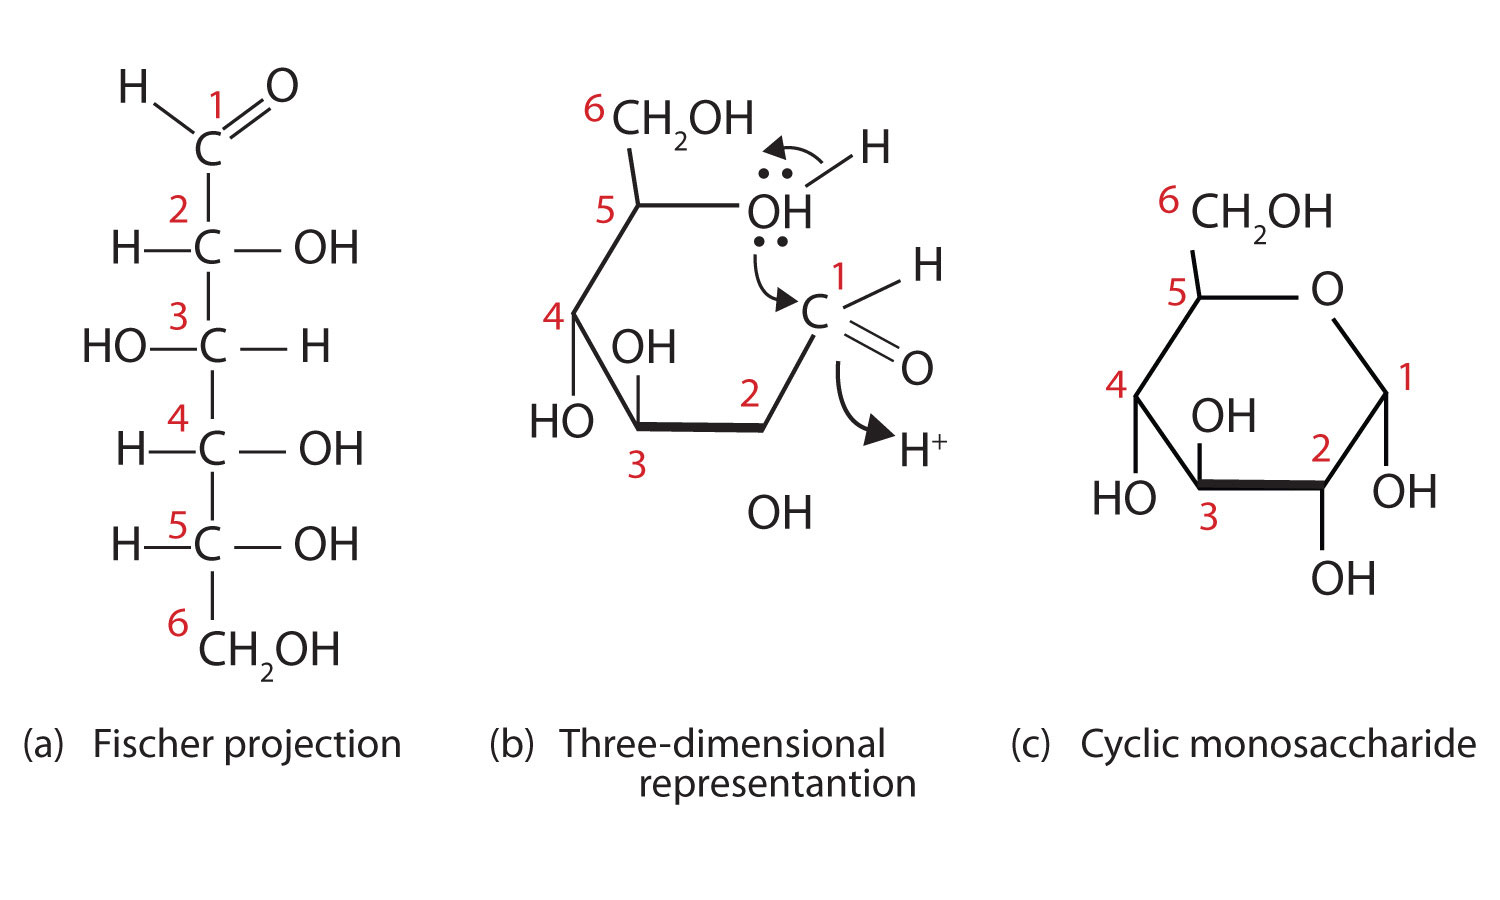 H 1 O
C
2
H C OH
3
HO C H
4
H C OH
5
H C OH
6
CH2OH
(a) Fischer projection
6 CH2OH
H
5 OH
1 H
C
4
OH
O
2
HO
H+
3
OH
(b) Three-dimensional
representantion
6 CH2OH
5 O
4 1
OH
2
HO OH
3
OH
(c) Cyclic monosaccharide